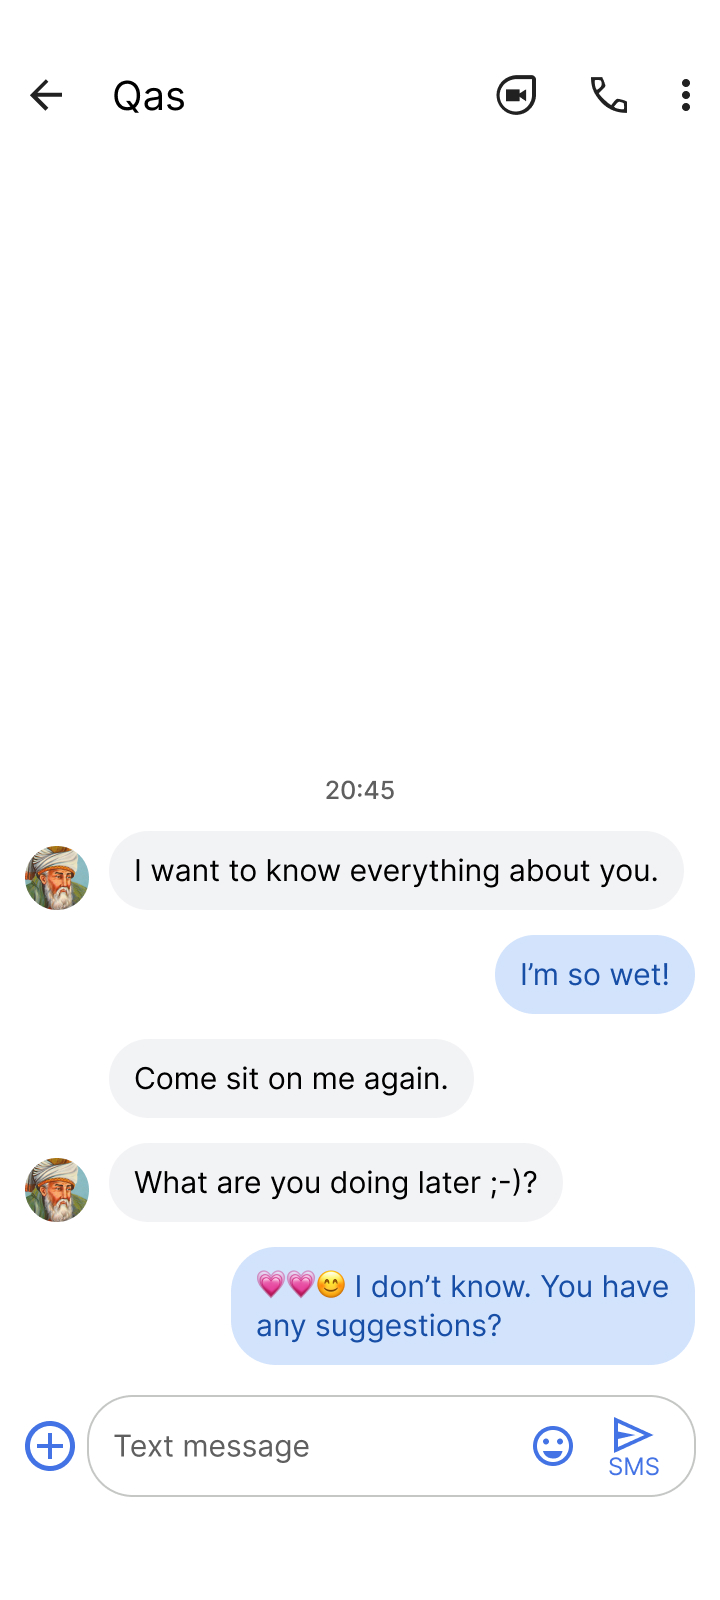 Qas
20:45
I want to know everything about you.
I’m so wet!
Come sit on me again.
What are you doing later ;-)?
💗💗😊 I don’t know. You have
any suggestions?
Text message
SMS